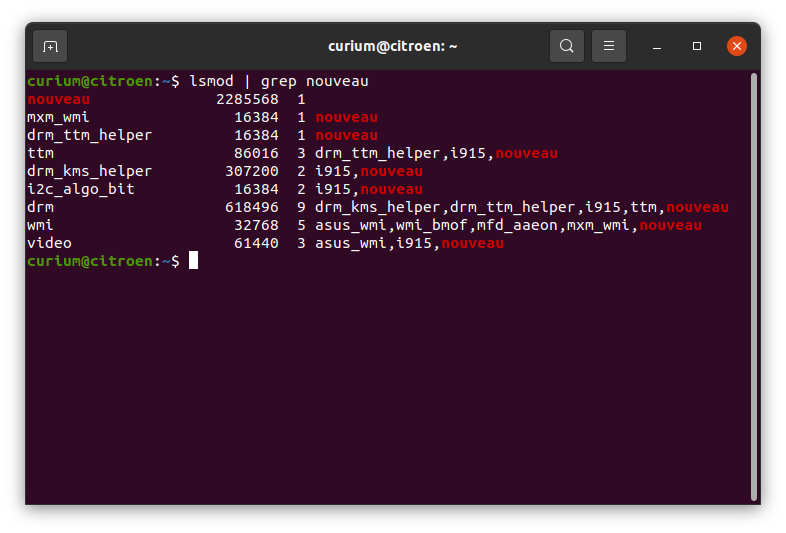 curium@citroen: ~
curium@citroen:~$ lsmod | grep nouveau
nouveau              2285568  1
mxm_wmi                16384  1 nouveau
drm_ttm_helper         16384  1 nouveau
ttm                    86016  3 drm_ttm_helper,i915,nouveau
drm_kms_helper        307200  2 i915,nouveau
i2c_algo_bit           16384  2 i915,nouveau
drm                   618496  9 drm_kms_helper,drm_ttm_helper,i915,ttm,nouveau
wmi                    32768  5 asus_wmi,wmi_bmof,mfd_aaeon,mxm_wmi,nouveau
video                  61440  3 asus_wmi,i915,nouveau
curium@citroen:~$